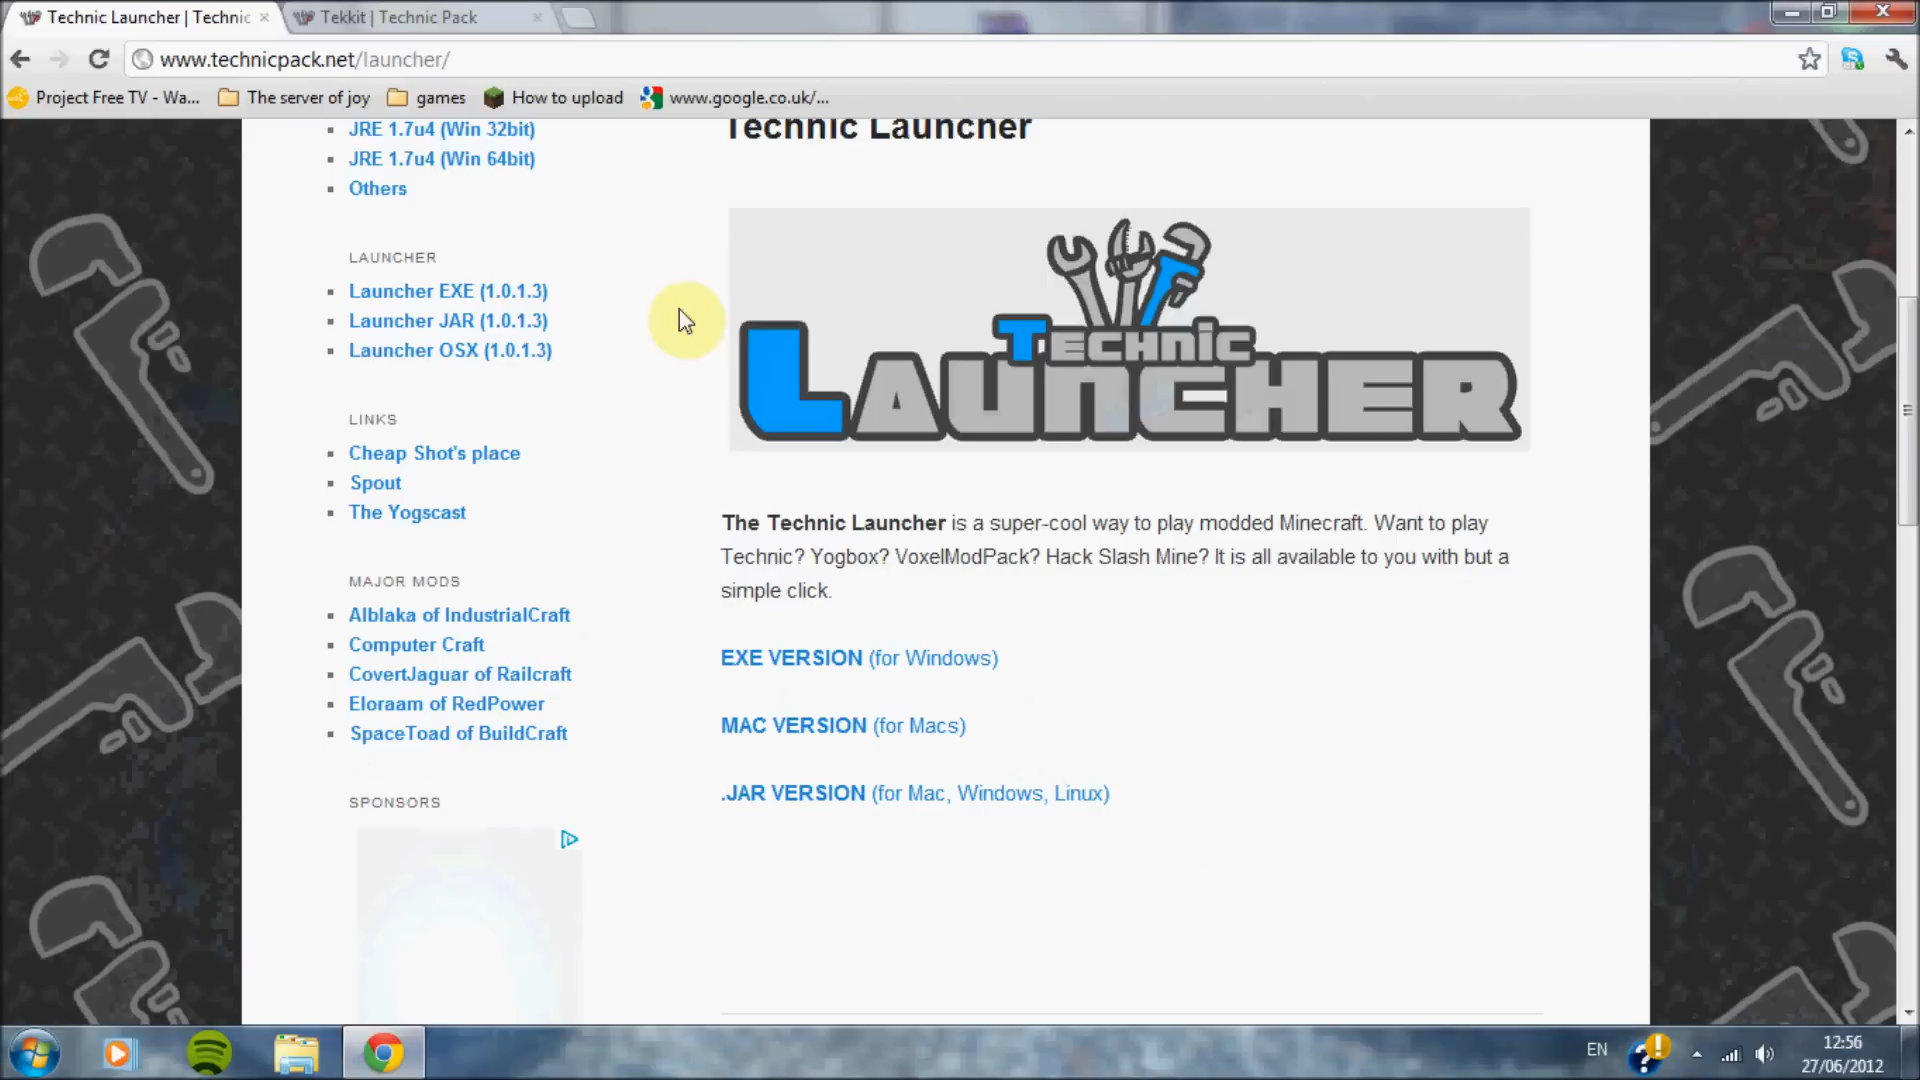 Technic Launcher | Technic
Tekkit | Technic Pack
www.technicpack.net/launcher/
Project Free TV - Wa...
The server of joy
games
How to upload
www.google.co.uk/...
JRE 1.7u4 (Win 32bit)
JRE 1.7u4 (Win 64bit)
Others
LAUNCHER
Launcher EXE (1.0.1.3)
Launcher JAR (1.0.1.3)
Launcher OSX (1.0.1.3)
LINKS
Cheap Shot's place
Spout
The Yogscast
MAJOR MODS
Alblaka of IndustrialCraft
Computer Craft
CovertJaguar of Railcraft
Eloraam of RedPower
SpaceToad of BuildCraft
SPONSORS
Technic Launcher
Technic
Launcher
The Technic Launcher is a super-cool way to play modded Minecraft. Want to play
Technic? Yogbox? VoxelModPack? Hack Slash Mine? It is all available to you with but a
simple click.
EXE VERSION (for Windows)
MAC VERSION (for Macs)
.JAR VERSION (for Mac, Windows, Linux)
EN
12:56
27/06/2012